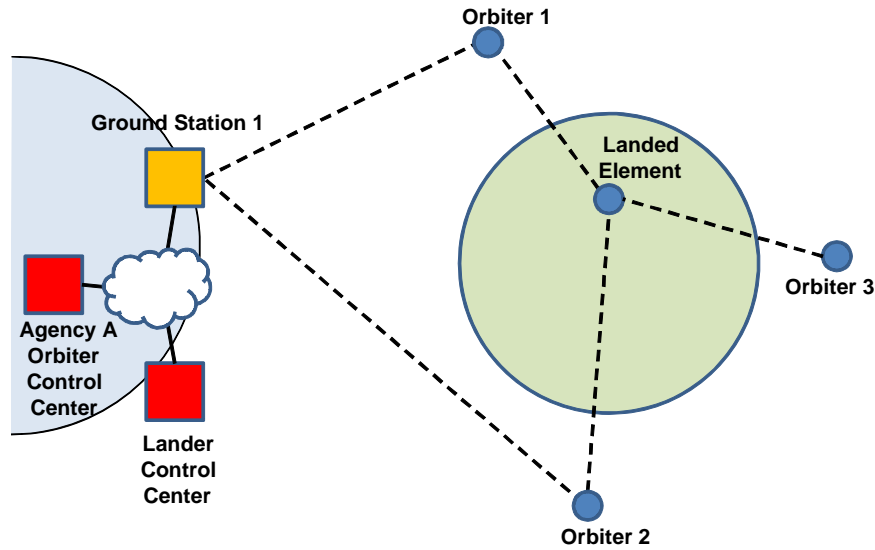 Orbiter 1
Ground Station 1
Landed
Element
Orbiter 3
Agency A
Orbiter
Control
Center
Lander
Control
Center
Orbiter 2